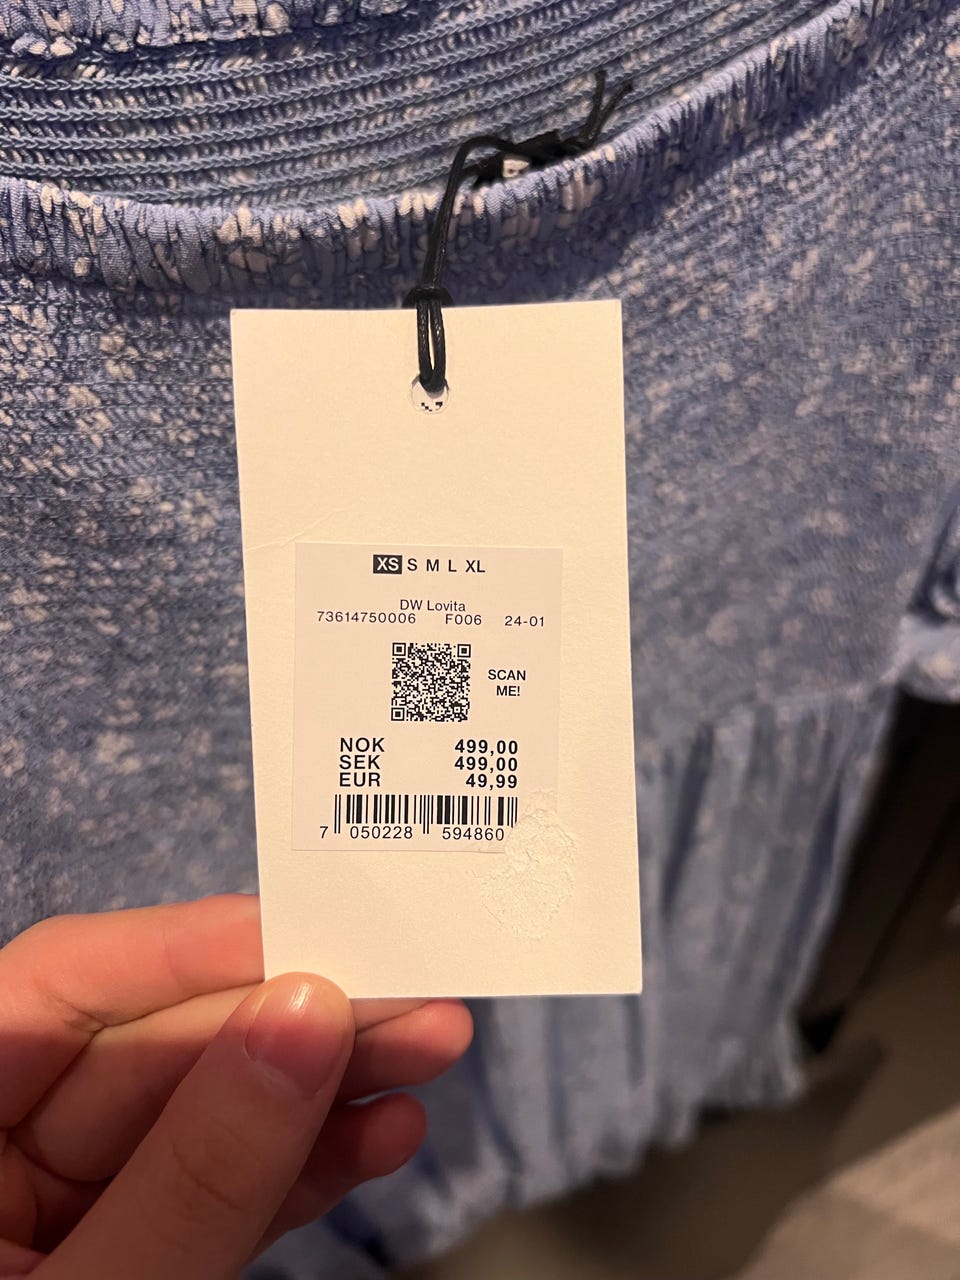 XS S M L XL
DW Lovita
73614750006 F006 24-01
SCAN
ME!
NOK 499,00
SEK 499,00
EUR 49,99
7 050228 594860